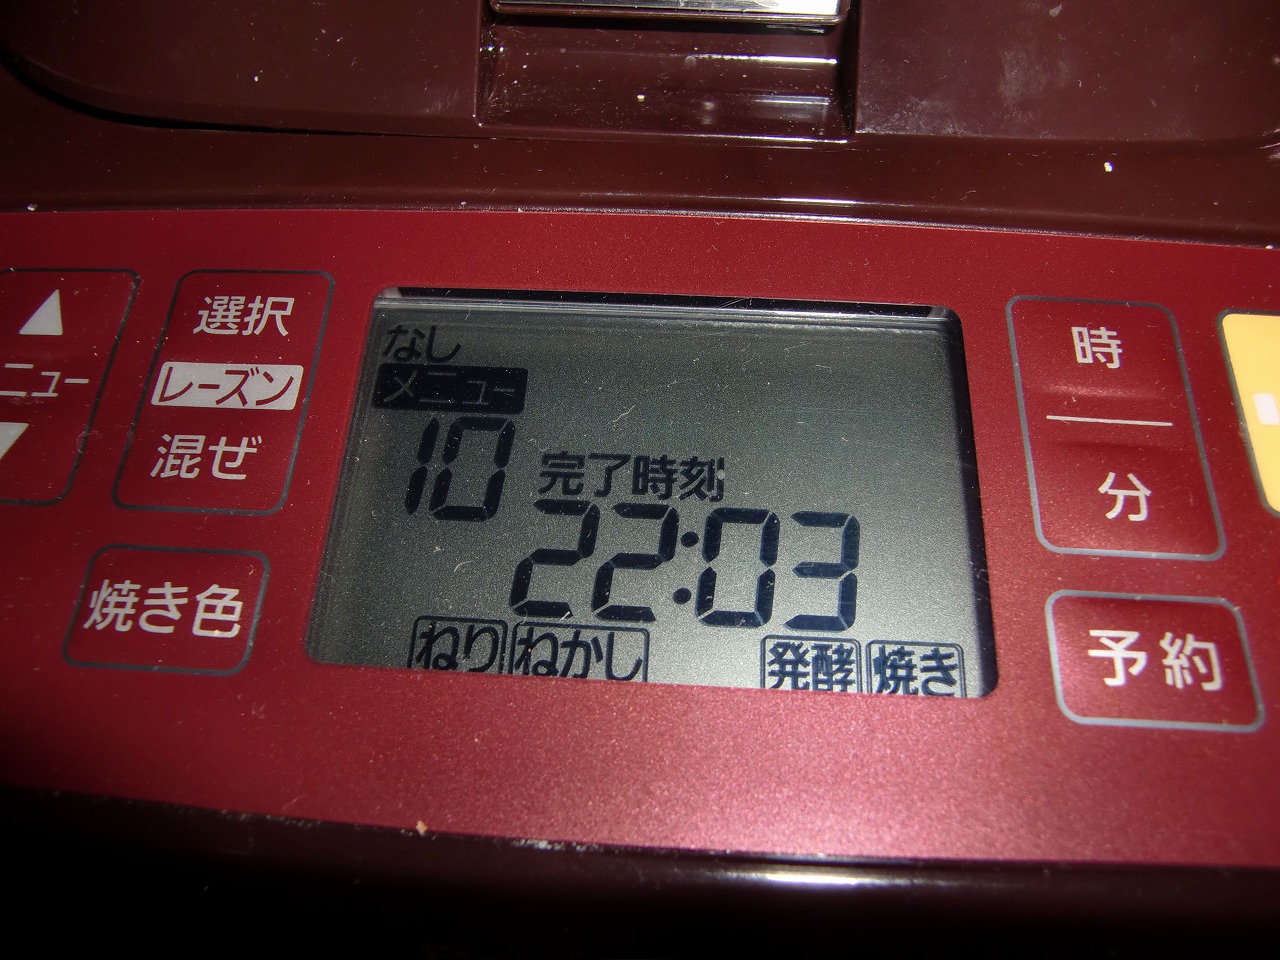 ▲
ニュー
▼
選択
レーズン
混ぜ
焼き色
なし
メニュー
10
完了時刻
22:03
ねり ねかし 発酵 焼き
時
分
予約